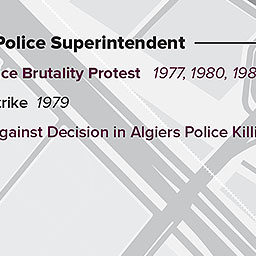 Police Superintendent
ce Brutality Protest 1977, 1980, 198
rike 1979
gainst Decision in Algiers Police Killi